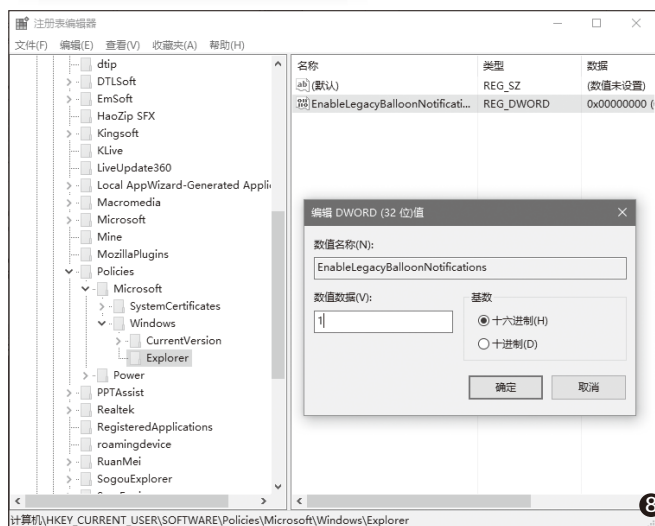 注册表编辑器
文件(F) 编辑(E) 查看(V) 收藏夹(A) 帮助(H)
dtip
DTLSoft
EmSoft
HaoZip SFX
Kingsoft
KLive
LiveUpdate360
Local AppWizard-Generated Appli
Macromedia
Microsoft
Mine
MozillaPlugins
Policies
Microsoft
SystemCertificates
Windows
CurrentVersion
Explorer
Power
PPTAssist
Realtek
RegisteredApplications
roamingdevice
RuanMei
SogouExplorer
名称 类型 数据
ab (默认) REG_SZ (数值未设置)
EnableLegacyBalloonNotificati... REG_DWORD 0x00000000 (
编辑 DWORD (32 位)值
数值名称(N):
EnableLegacyBalloonNotifications
数值数据(V):
1
基数
十六进制(H)
十进制(D)
确定 取消
8
计算机\HKEY_CURRENT_USER\SOFTWARE\Policies\Microsoft\Windows\Explorer